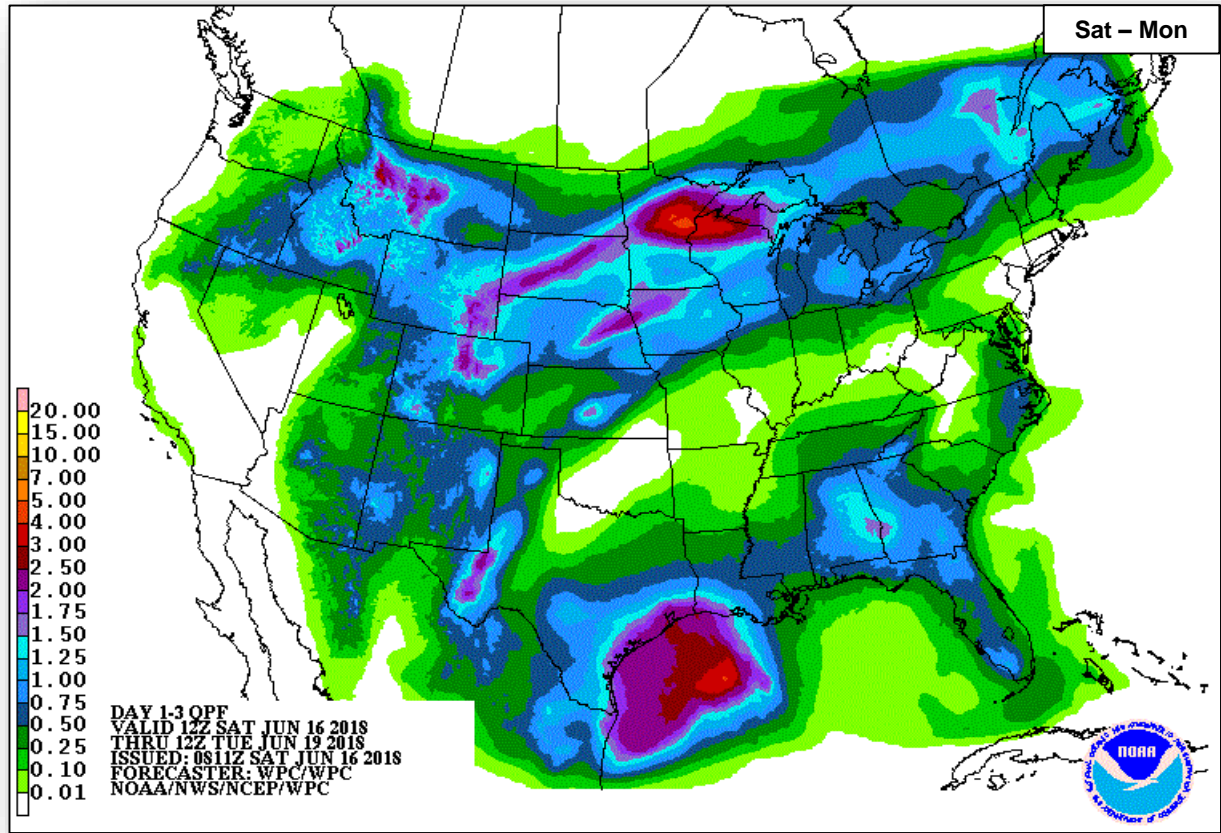 Sat – Mon
20.00
15.00
10.00
7.00
5.00
4.00
3.00
2.50
2.00
1.75
1.50
1.25
1.00
0.75
0.50
0.25
0.10
0.01
DAY 1-3 QPF
VALID 12Z SAT JUN 16 2018
THRU 12Z TUE JUN 19 2018
ISSUED: 0811Z SAT JUN 16 2018
FORECASTER: WPC/WPC
NOAA/NWS/NCEP/WPC
NOAA